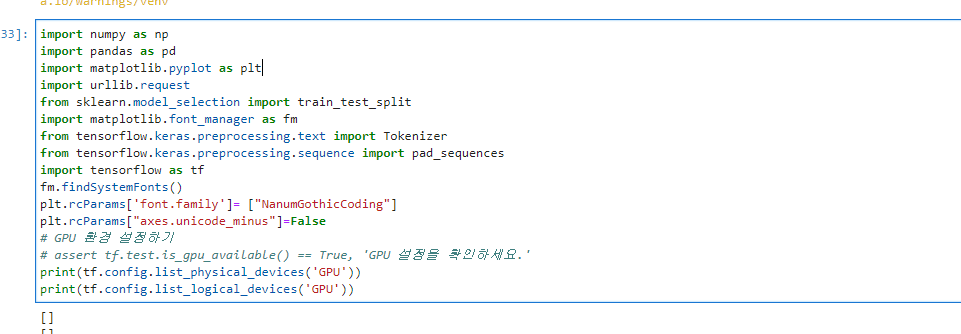 a.io/warnings/venv
33]:
import numpy as np
import pandas as pd
import matplotlib.pyplot as plt
import urllib.request
from sklearn.model_selection import train_test_split
import matplotlib.font_manager as fm
from tensorflow.keras.preprocessing.text import Tokenizer
from tensorflow.keras.preprocessing.sequence import pad_sequences
import tensorflow as tf
fm.findSystemFonts()
plt.rcParams['font.family']= ["NanumGothicCoding"]
plt.rcParams["axes.unicode_minus"]=False
# GPU 환경 설정하기
# assert tf.test.is_gpu_available() == True, 'GPU 설정을 확인하세요.'
print(tf.config.list_physical_devices('GPU'))
print(tf.config.list_logical_devices('GPU'))
[]
[]